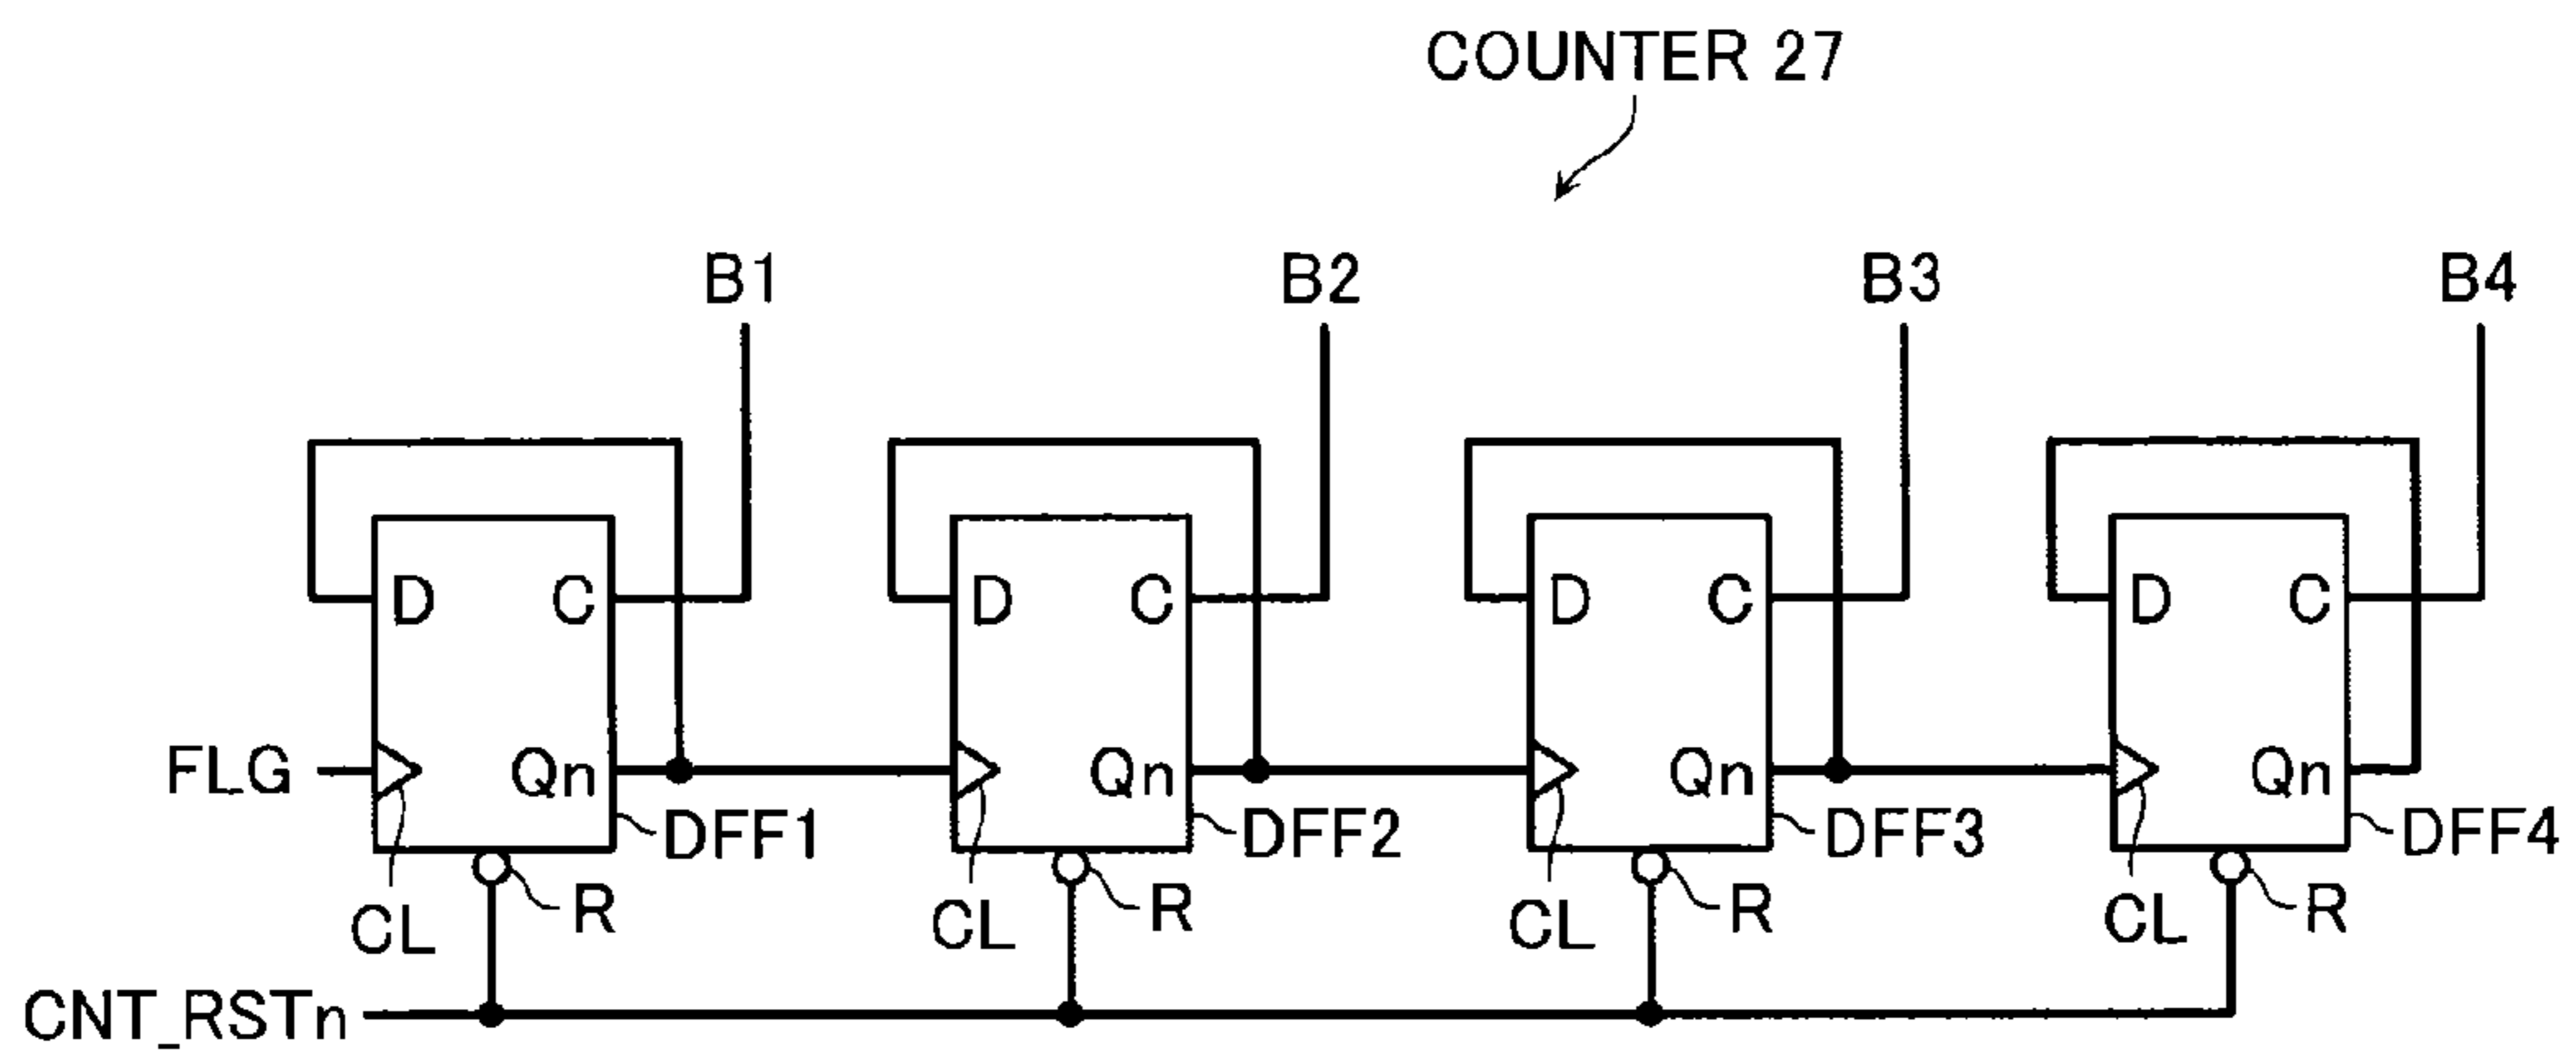 COUNTER 27
B1 B2 B3 B4
D C D C D C D C
FLG Qn Qn Qn Qn
DFF1 DFF2 DFF3 DFF4
CL R CL R CL R CL R
CNT_RSTn